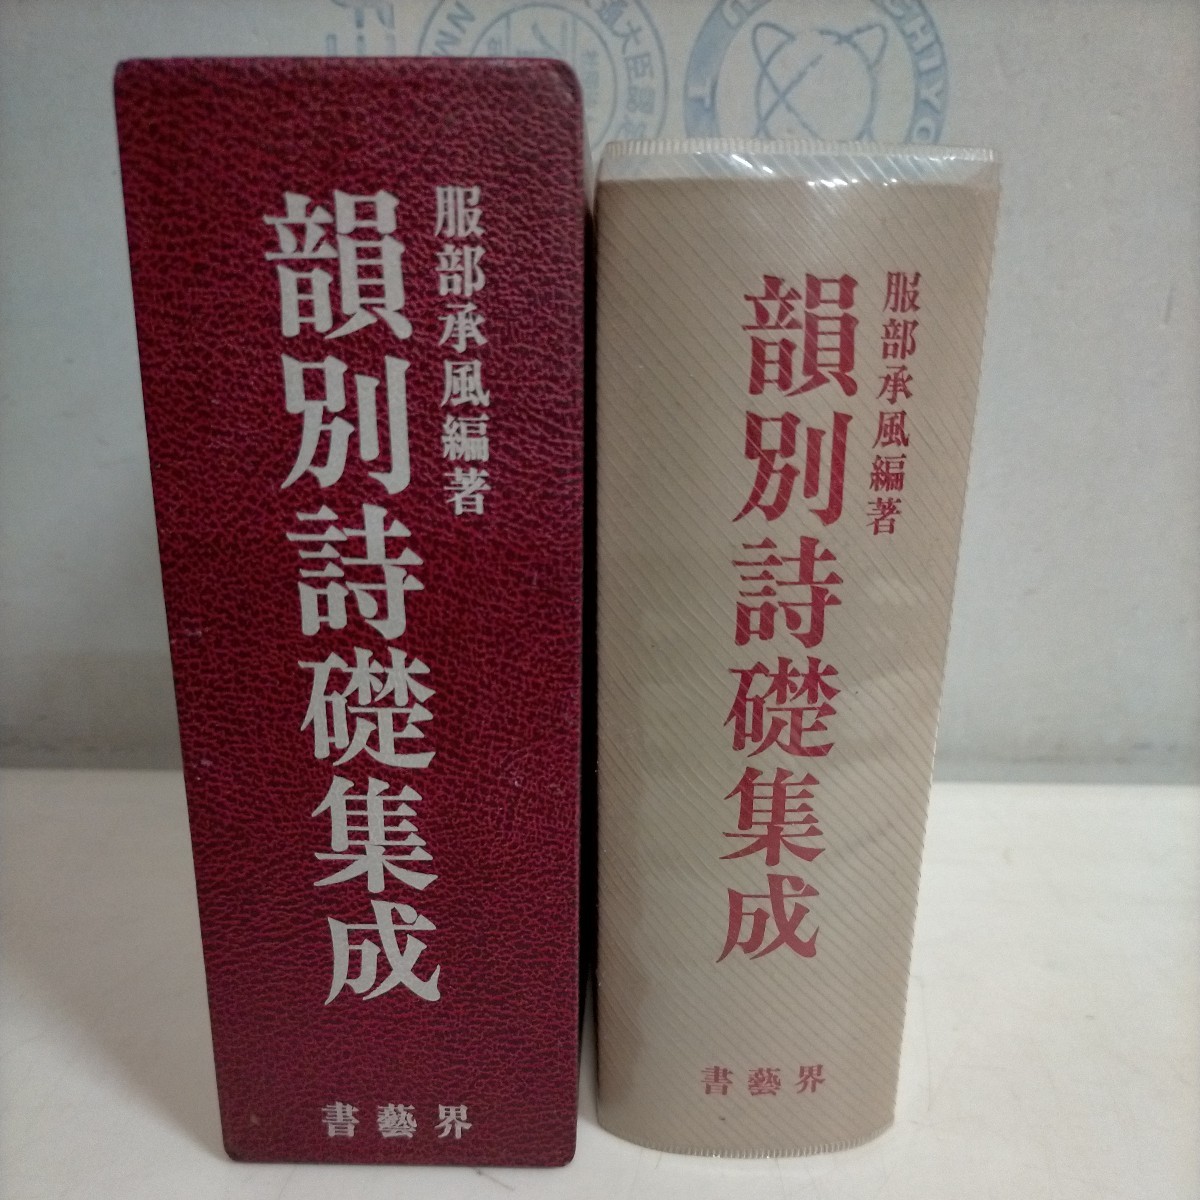 服部承風編著
韻別詩礎集成
書藝界
服部承風編著
韻別詩礎集成
書藝界